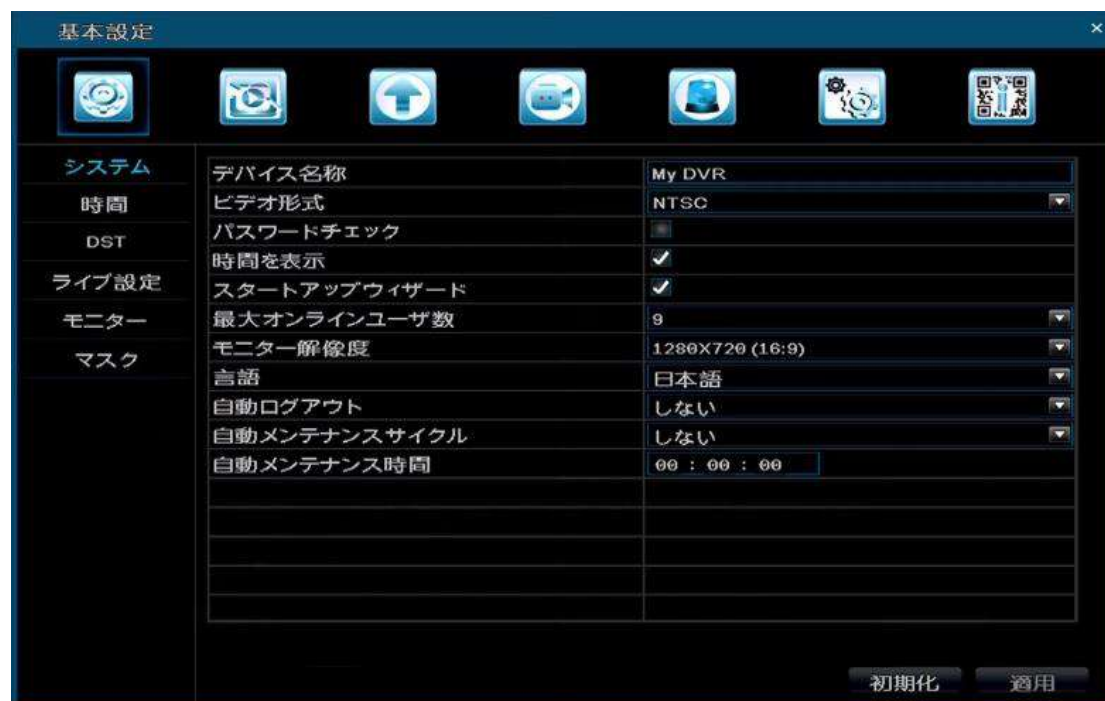 基本設定 ×
システム
時間
DST
ライブ設定
モニター
マスク
デバイス名称 My DVR
ビデオ形式 NTSC
パスワードチェック
時間を表示
スタートアップウィザード
最大オンラインユーザ数 9
モニター解像度 1280X720 (16:9)
言語 日本語
自動ログアウト しない
自動メンテナンスサイクル しない
自動メンテナンス時間 00 : 00 : 00
初期化 適用